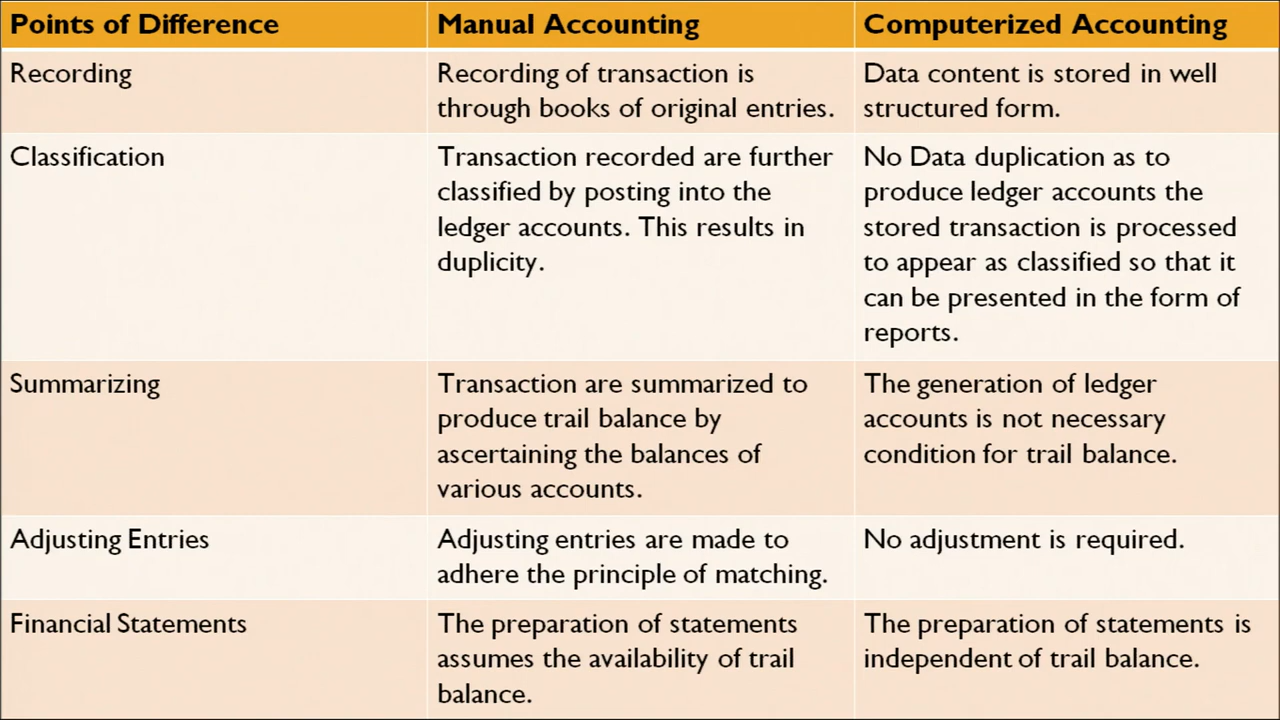 Points of Difference
Manual Accounting
Computerized Accounting
Recording
Recording of transaction is
through books of original entries.
Data content is stored in well
structured form.
Classification
Transaction recorded are further
classified by posting into the
ledger accounts. This results in
duplicity.
No Data duplication as to
produce ledger accounts the
stored transaction is processed
to appear as classified so that it
can be presented in the form of
reports.
Summarizing
Transaction are summarized to
produce trail balance by
ascertaining the balances of
various accounts.
The generation of ledger
accounts is not necessary
condition for trail balance.
Adjusting Entries
Adjusting entries are made to
adhere the principle of matching.
No adjustment is required.
Financial Statements
The preparation of statements
assumes the availability of trail
balance.
The preparation of statements is
independent of trail balance.